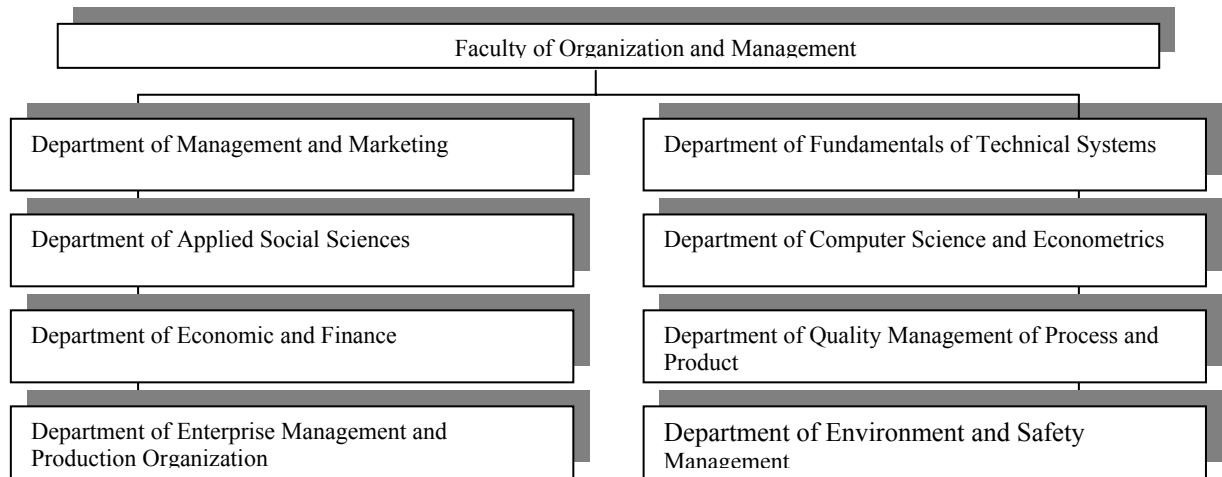 Faculty of Organization and Management
Department of Management and Marketing
Department of Applied Social Sciences
Department of Economic and Finance
Department of Enterprise Management and
Production Organization
Department of Fundamentals of Technical Systems
Department of Computer Science and Econometrics
Department of Quality Management of Process and
Product
Department of Environment and Safety
Management